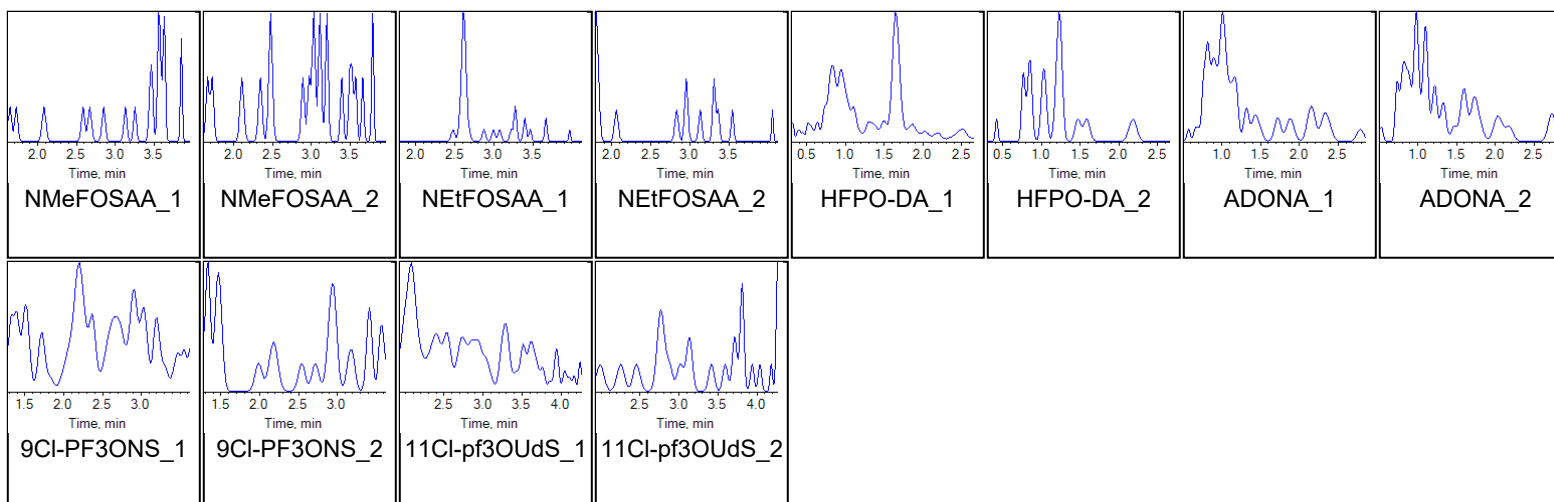 2.0 2.5 3.0 3.5
Time, min
NMeFOSAA_1
2.0 2.5 3.0 3.5
Time, min
NMeFOSAA_2
2.0 2.5 3.0 3.5
Time, min
NEtFOSAA_1
2.0 2.5 3.0 3.5
Time, min
NEtFOSAA_2
0.5 1.0 1.5 2.0 2.5
Time, min
HFPO-DA_1
0.5 1.0 1.5 2.0 2.5
Time, min
HFPO-DA_2
1.0 1.5 2.0 2.5
Time, min
ADONA_1
1.0 1.5 2.0 2.5
Time, min
ADONA_2
1.5 2.0 2.5 3.0
Time, min
9Cl-PF3ONS_1
1.5 2.0 2.5 3.0
Time, min
9Cl-PF3ONS_2
2.5 3.0 3.5 4.0
Time, min
11Cl-pf3OUdS_1
2.5 3.0 3.5 4.0
Time, min
11Cl-pf3OUdS_2